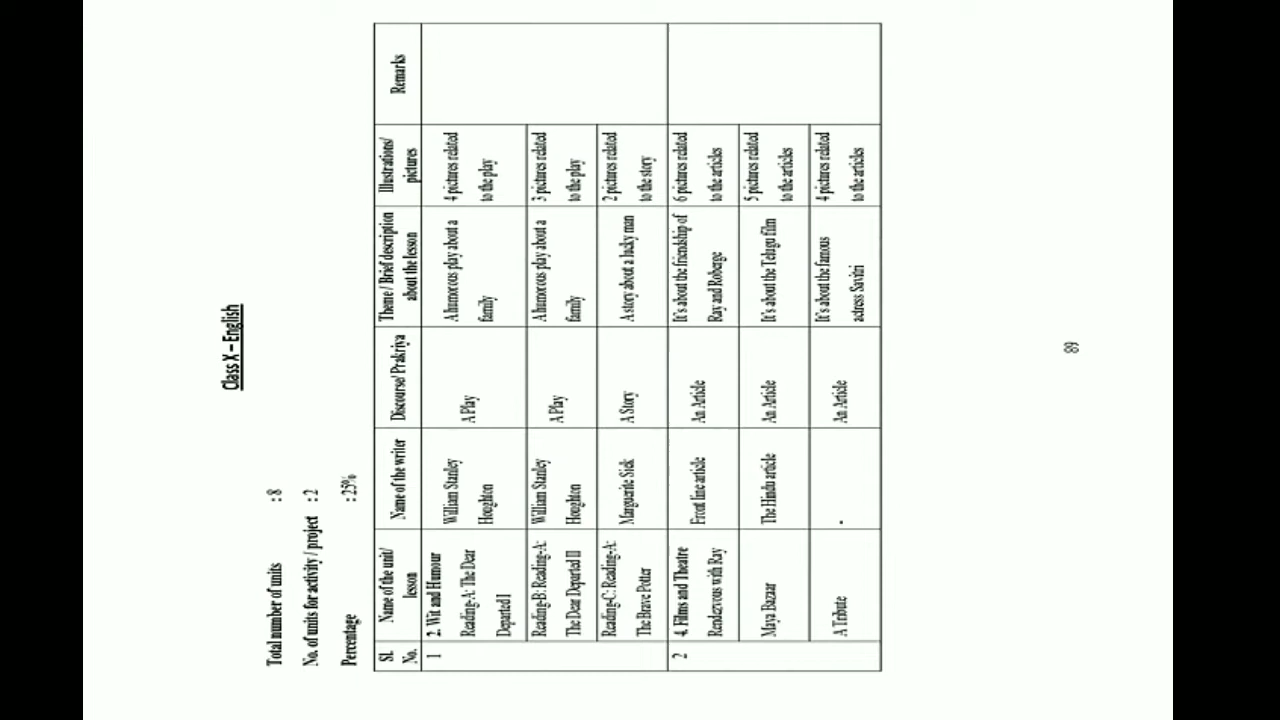 Class X – English
Total number of units : 8
No. of units for activity / project : 2
Percentage : 25%
Sl. No. | Name of the unit/ lesson | Name of the writer | Discourse/ Prakriya | Theme / Brief description about the lesson | Illustrations/ pictures | Remarks
1 | 2. Wit and Humour Reading-A: The Dear Departed I | William Stanley Houghton | A Play | A humorous play about a family | 4 pictures related to the play
Reading-B: Reading-A: The Dear Departed II | William Stanley Houghton | A Play | A humorous play about a family | 3 pictures related to the play
Reading-C: Reading-A: The Brave Potter | Marguerite Siek | A Story | A story about a lucky man | 2 pictures related to the story
2 | 4. Films and Theatre Rendezvous with Ray | Front line article | An Article | It's about the friendship of Ray and Roberge | 6 pictures related to the articles
Maya Bazaar | The Hindu article | An Article | It's about the Telugu film | 5 pictures related to the articles
A Tribute | - | An Article | It's about the famous actress Savitri | 4 pictures related to the articles
89